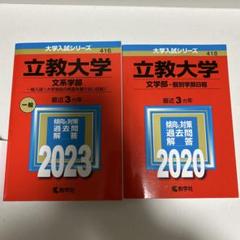 大学入試シリーズ
416
立教大学
文系学部
一般
最近3カ年
傾向と対策
過去問
解答
2023
教学社
大学入試シリーズ
418
立教大学
文学部-個別学部日程
最近3カ年
傾向と対策
過去問
解答
2020
教学社